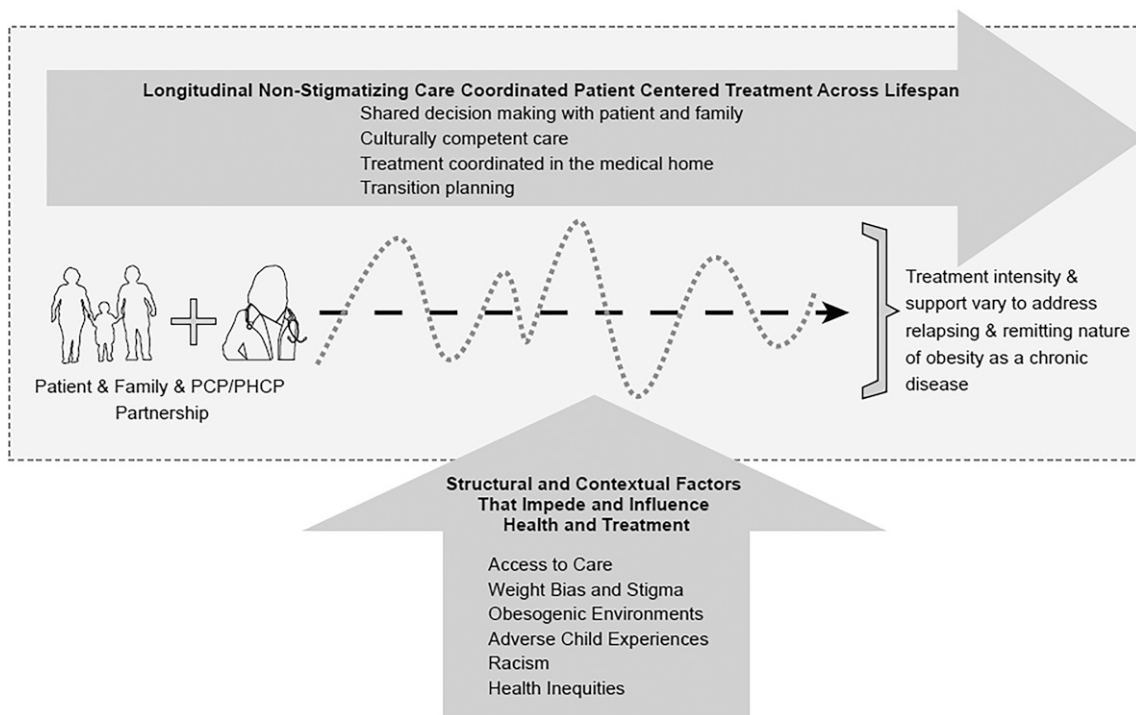 Longitudinal Non-Stigmatizing Care Coordinated Patient Centered Treatment Across Lifespan
Shared decision making with patient and family
Culturally competent care
Treatment coordinated in the medical home
Transition planning
Patient & Family & PCP/PHCP
Partnership
Treatment intensity &
support vary to address
relapsing & remitting nature
of obesity as a chronic
disease
Structural and Contextual Factors
That Impede and Influence
Health and Treatment
Access to Care
Weight Bias and Stigma
Obesogenic Environments
Adverse Child Experiences
Racism
Health Inequities